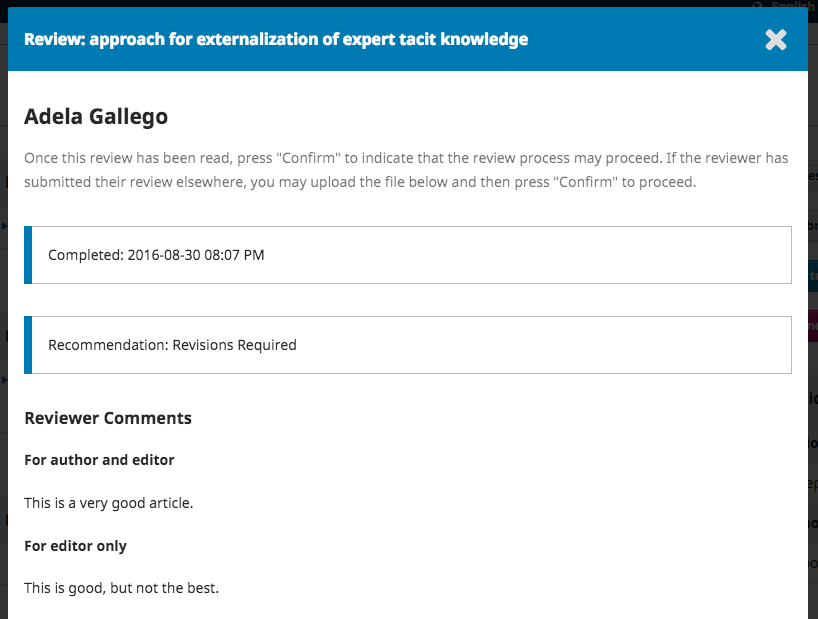 English
Review: approach for externalization of expert tacit knowledge
Adela Gallego
Once this review has been read, press "Confirm" to indicate that the review process may proceed. If the reviewer has
submitted their review elsewhere, you may upload the file below and then press "Confirm" to proceed.
Completed: 2016-08-30 08:07 PM
Recommendation: Revisions Required
Reviewer Comments
For author and editor
This is a very good article.
For editor only
This is good, but not the best.